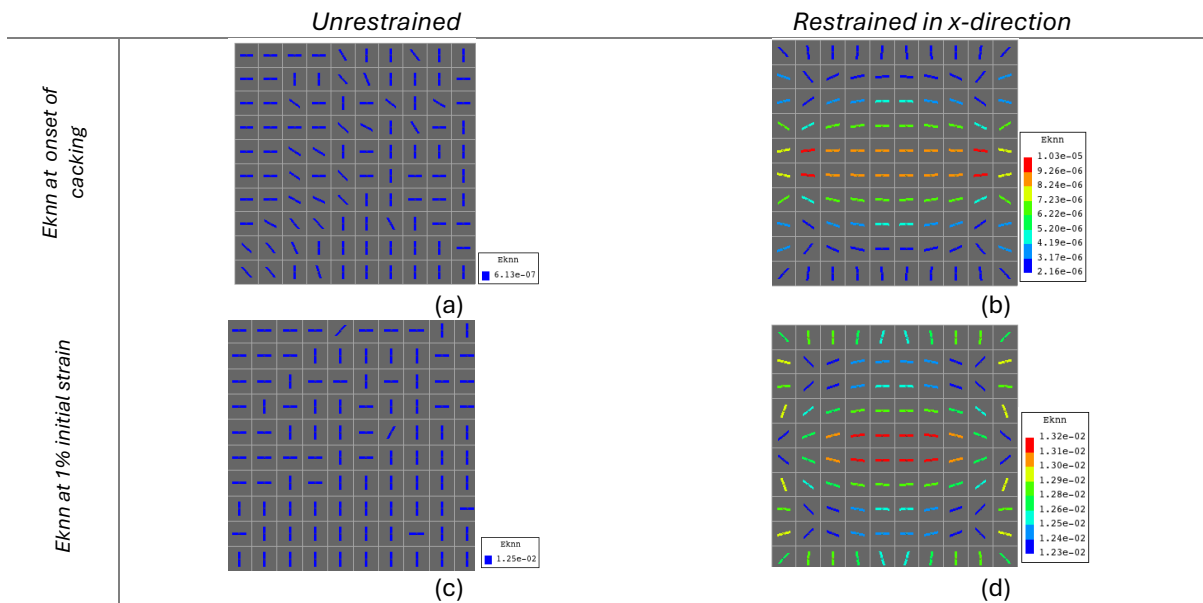 Unrestrained
Restrained in x-direction
Eknn at onset of
cacking
Eknn
6.13e-07
Eknn
1.03e-05
9.26e-06
8.24e-06
7.23e-06
6.22e-06
5.20e-06
4.19e-06
3.17e-06
2.16e-06
(a)
(b)
Eknn at 1% initial strain
Eknn
1.25e-02
Eknn
1.32e-02
1.31e-02
1.30e-02
1.29e-02
1.28e-02
1.26e-02
1.25e-02
1.24e-02
1.23e-02
(c)
(d)